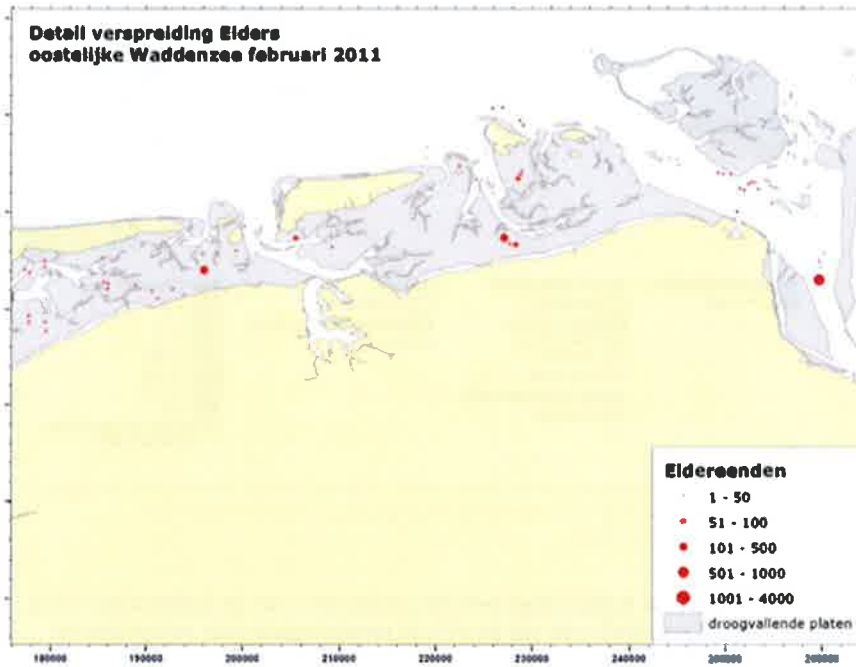 Detail verspreiding Eiders
oostelijke Waddenzee februari 2011
Eidereenden
1 - 50
51 - 100
101 - 500
501 - 1000
1001 - 4000
droogvallende platen
180000 190000 200000 210000 220000 230000 240000